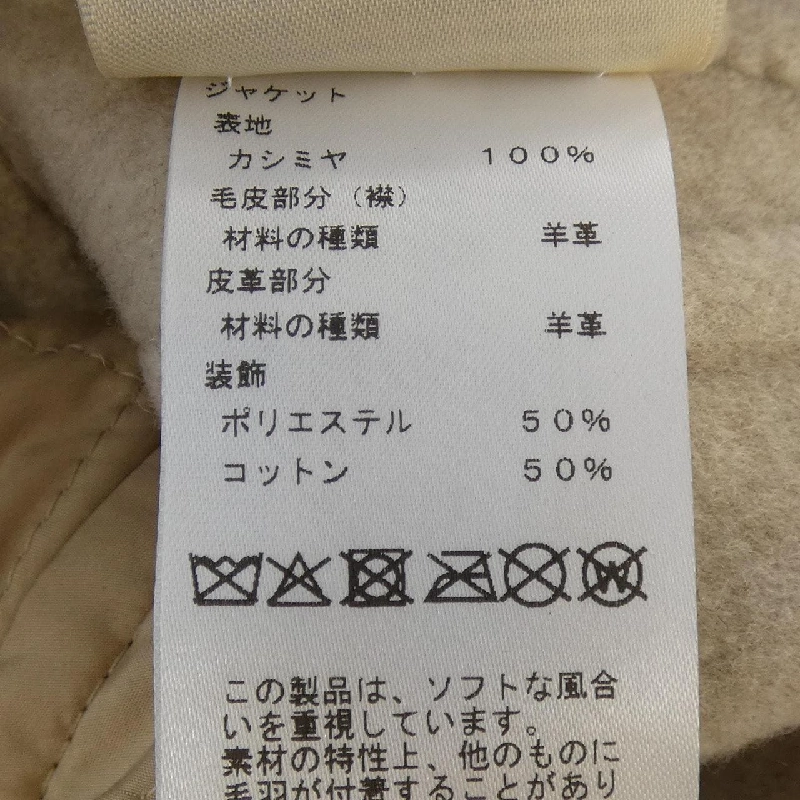 ジャケット
表地
カシミヤ 100%
毛皮部分(襟)
材料の種類 羊革
皮革部分
材料の種類 羊革
装飾
ポリエステル 50%
コットン 50%
W
この製品は、ソフトな風合
いを重視しています。
素材の特性上、他のものに
毛羽が付着することがあり